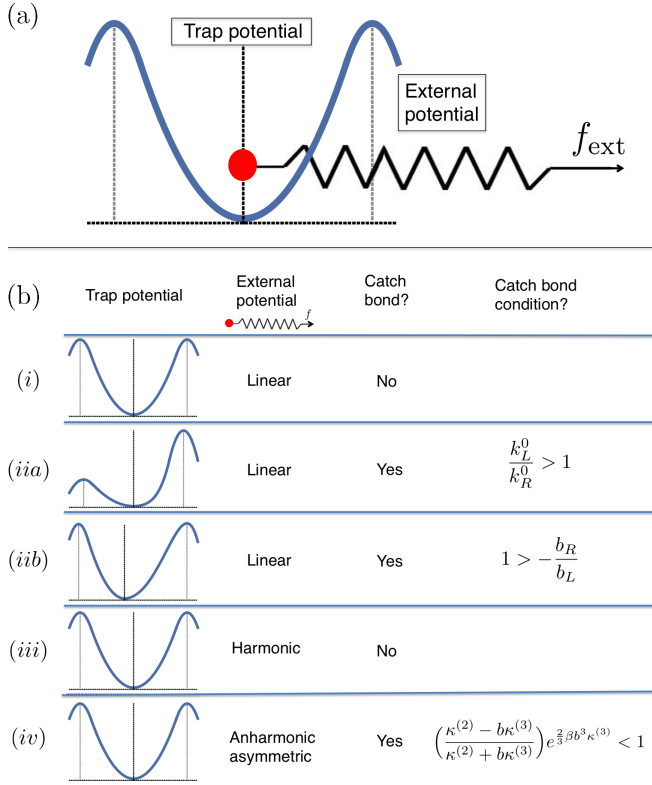 (a)
Trap potential
External
potential
f_ext
(b)
Trap potential
External
potential
f
Catch
bond?
Catch bond
condition?
(i)
Linear
No
(iia)
Linear
Yes
k_L^0 / k_R^0 > 1
(iib)
Linear
Yes
1 > − b_R / b_L
(iii)
Harmonic
No
(iv)
Anharmonic
asymmetric
Yes
( κ^(2) − bκ^(3) / κ^(2) + bκ^(3) ) e^{2/3 βb^3 κ^(3)} < 1